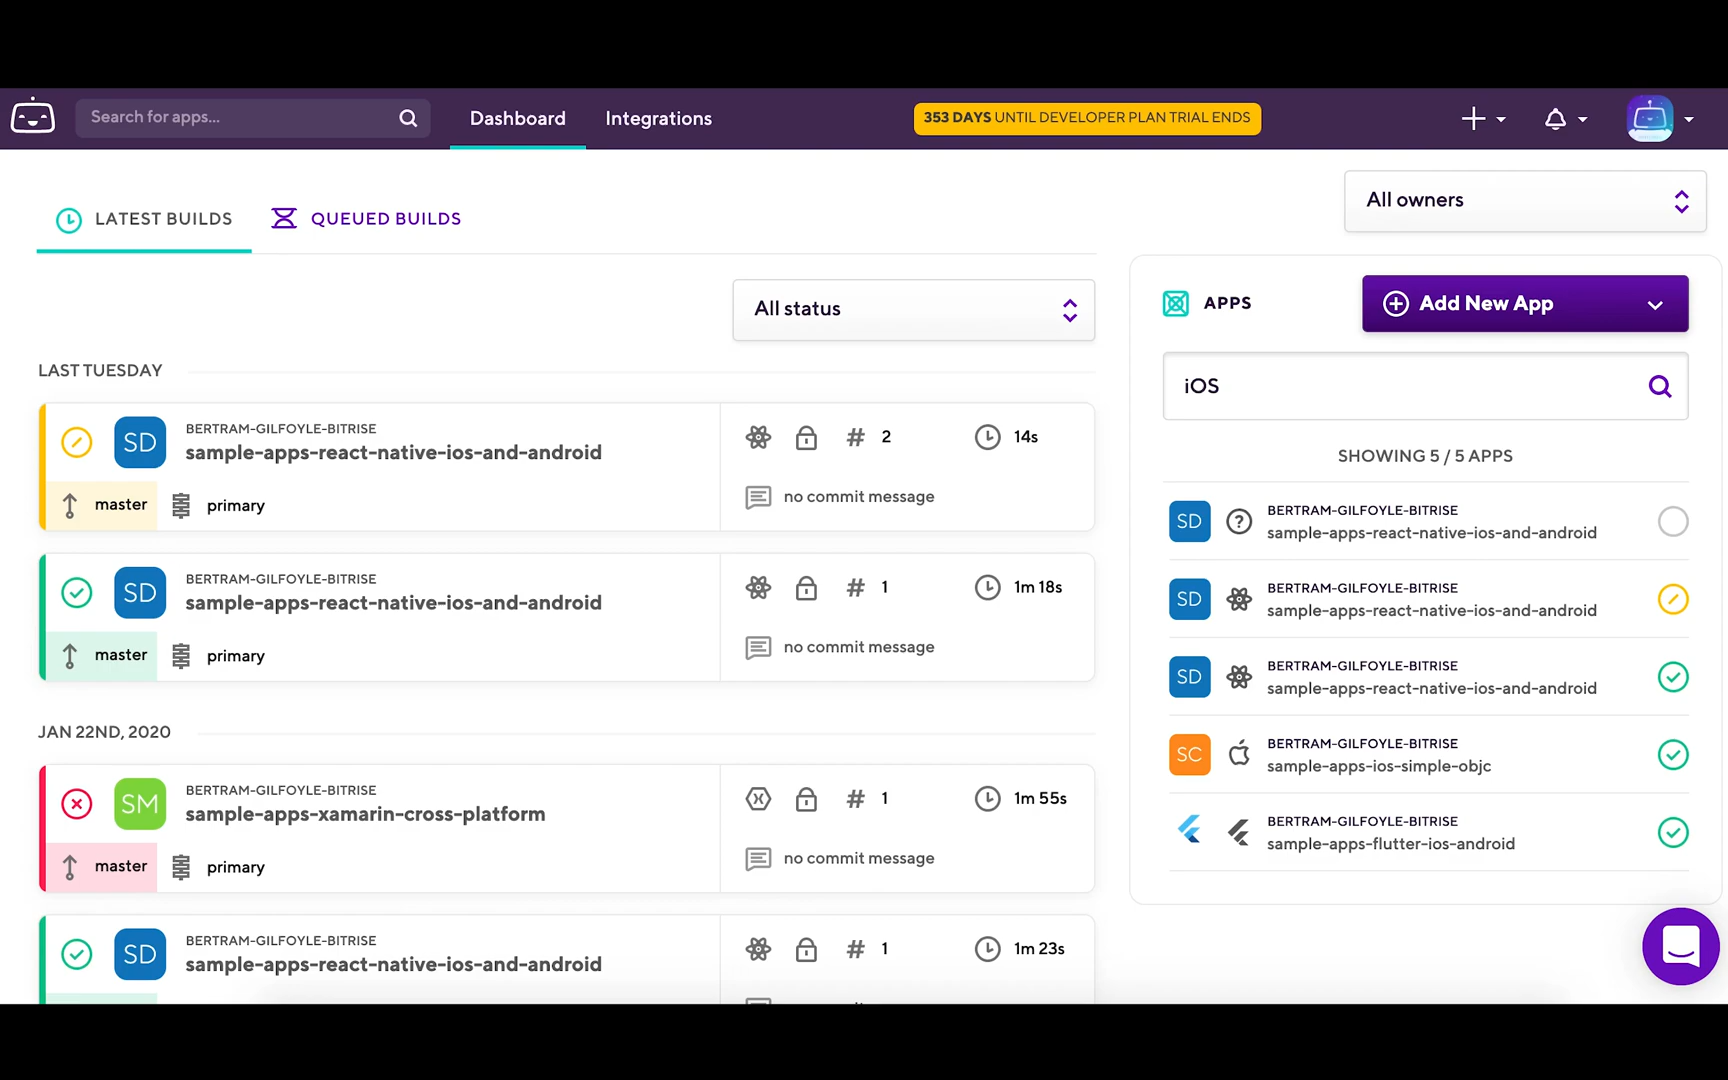 Search for apps...
Dashboard
Integrations
353 DAYS UNTIL DEVELOPER PLAN TRIAL ENDS
LATEST BUILDS
QUEUED BUILDS
All owners
All status
LAST TUESDAY
SD
BERTRAM-GILFOYLE-BITRISE
sample-apps-react-native-ios-and-android
master
primary
# 2
14s
no commit message
SD
BERTRAM-GILFOYLE-BITRISE
sample-apps-react-native-ios-and-android
master
primary
# 1
1m 18s
no commit message
JAN 22ND, 2020
SM
BERTRAM-GILFOYLE-BITRISE
sample-apps-xamarin-cross-platform
master
primary
# 1
1m 55s
no commit message
SD
BERTRAM-GILFOYLE-BITRISE
sample-apps-react-native-ios-and-android
# 1
1m 23s
APPS
Add New App
iOS
SHOWING 5 / 5 APPS
SD
?
BERTRAM-GILFOYLE-BITRISE
sample-apps-react-native-ios-and-android
SD
BERTRAM-GILFOYLE-BITRISE
sample-apps-react-native-ios-and-android
SD
BERTRAM-GILFOYLE-BITRISE
sample-apps-react-native-ios-and-android
SC
BERTRAM-GILFOYLE-BITRISE
sample-apps-ios-simple-objc
BERTRAM-GILFOYLE-BITRISE
sample-apps-flutter-ios-android